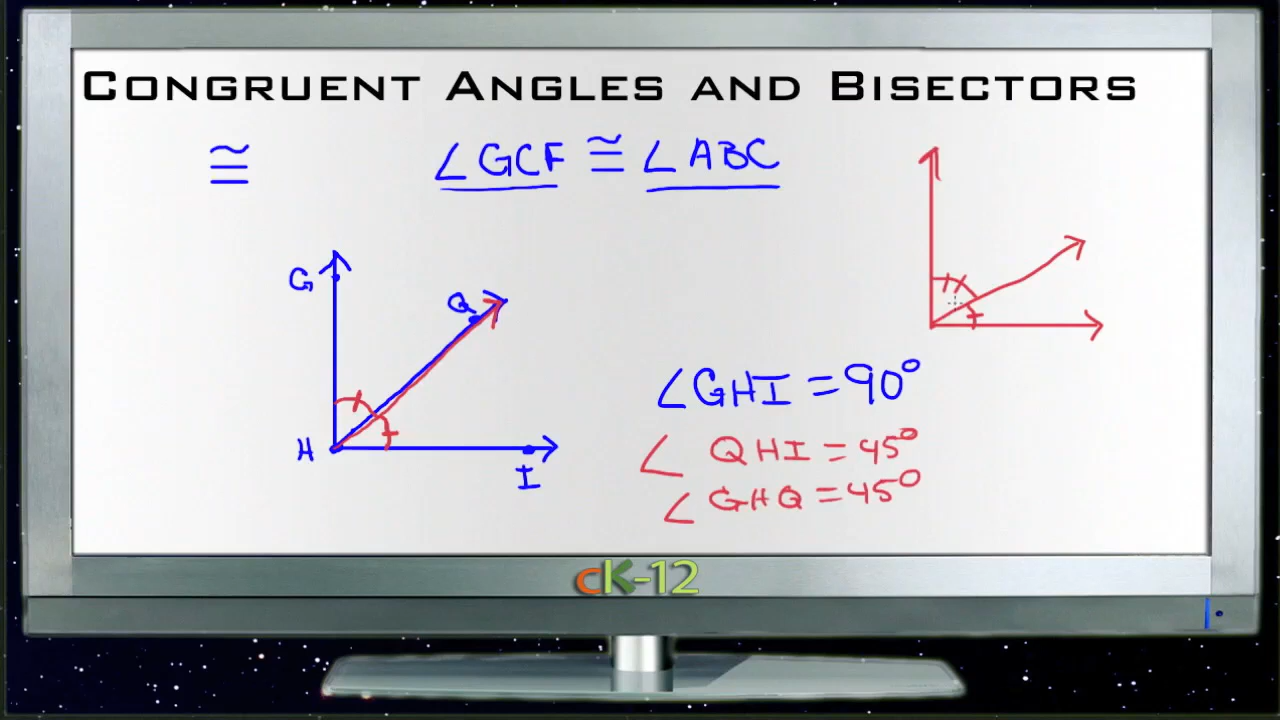 CONGRUENT ANGLES AND BISECTORS
≅ ∠GCF ≅ ∠ABC
G
Q
H
I
∠GHI = 90°
∠QHI = 45°
∠GHQ = 45°
cK-12